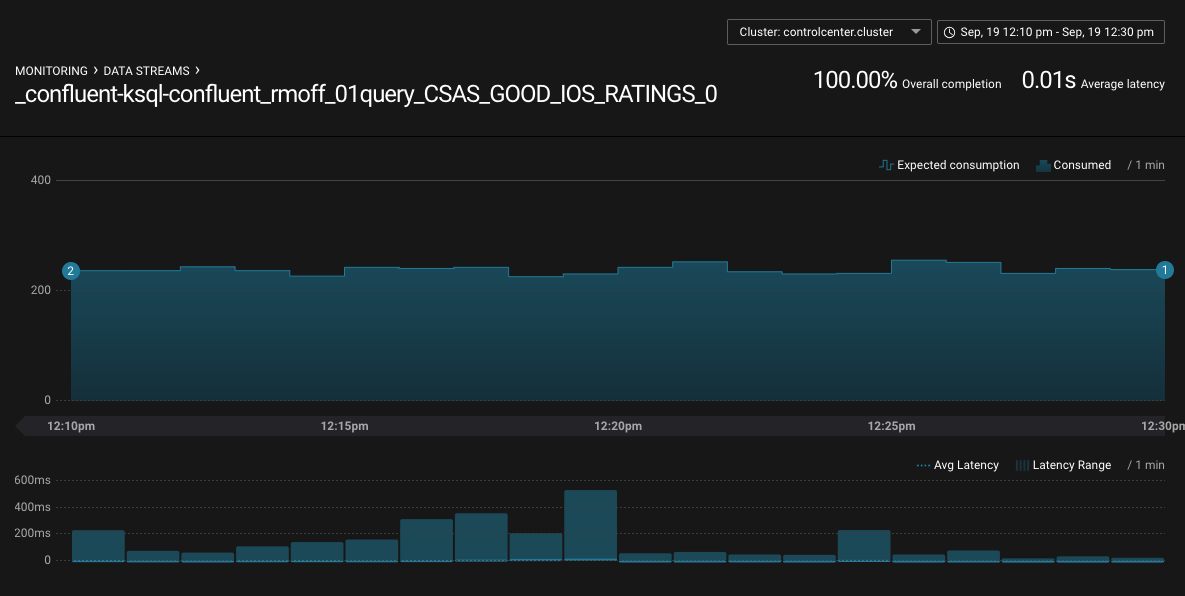 Cluster: controlcenter.cluster
Sep, 19 12:10 pm - Sep, 19 12:30 pm
MONITORING › DATA STREAMS ›
_confluent-ksql-confluent_rmoff_01query_CSAS_GOOD_IOS_RATINGS_0
100.00% Overall completion 0.01s Average latency
Expected consumption Consumed / 1 min
400
2
1
200
0
12:10pm 12:15pm 12:20pm 12:25pm 12:30pm
Avg Latency Latency Range / 1 min
600ms
400ms
200ms
0